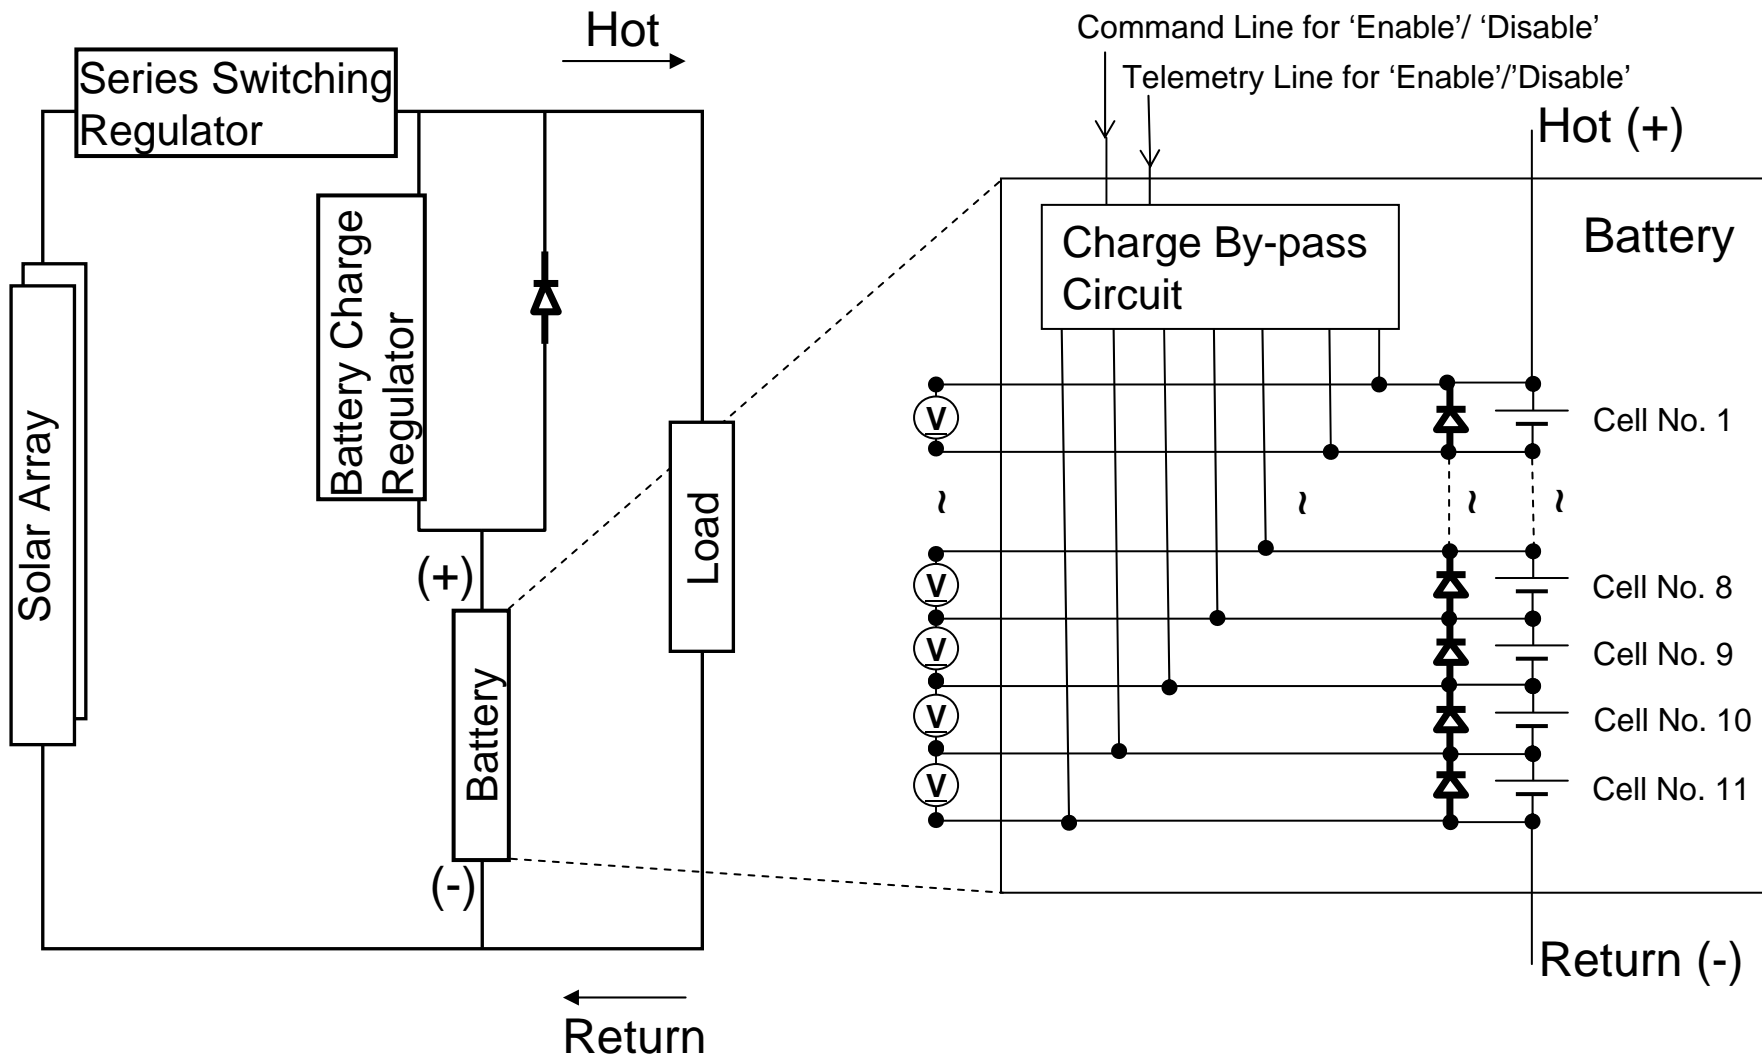 Hot
Series Switching
Regulator
Battery Charge
Regulator
Solar Array
(+)
Load
Battery
(-)
Return
Command Line for ‘Enable’/ ‘Disable’
Telemetry Line for ‘Enable’/’Disable’
Hot (+)
Battery
Charge By-pass
Circuit
V
Cell No. 1
~ ~ ~ ~
V
Cell No. 8
V
Cell No. 9
V
Cell No. 10
V
Cell No. 11
Return (-)